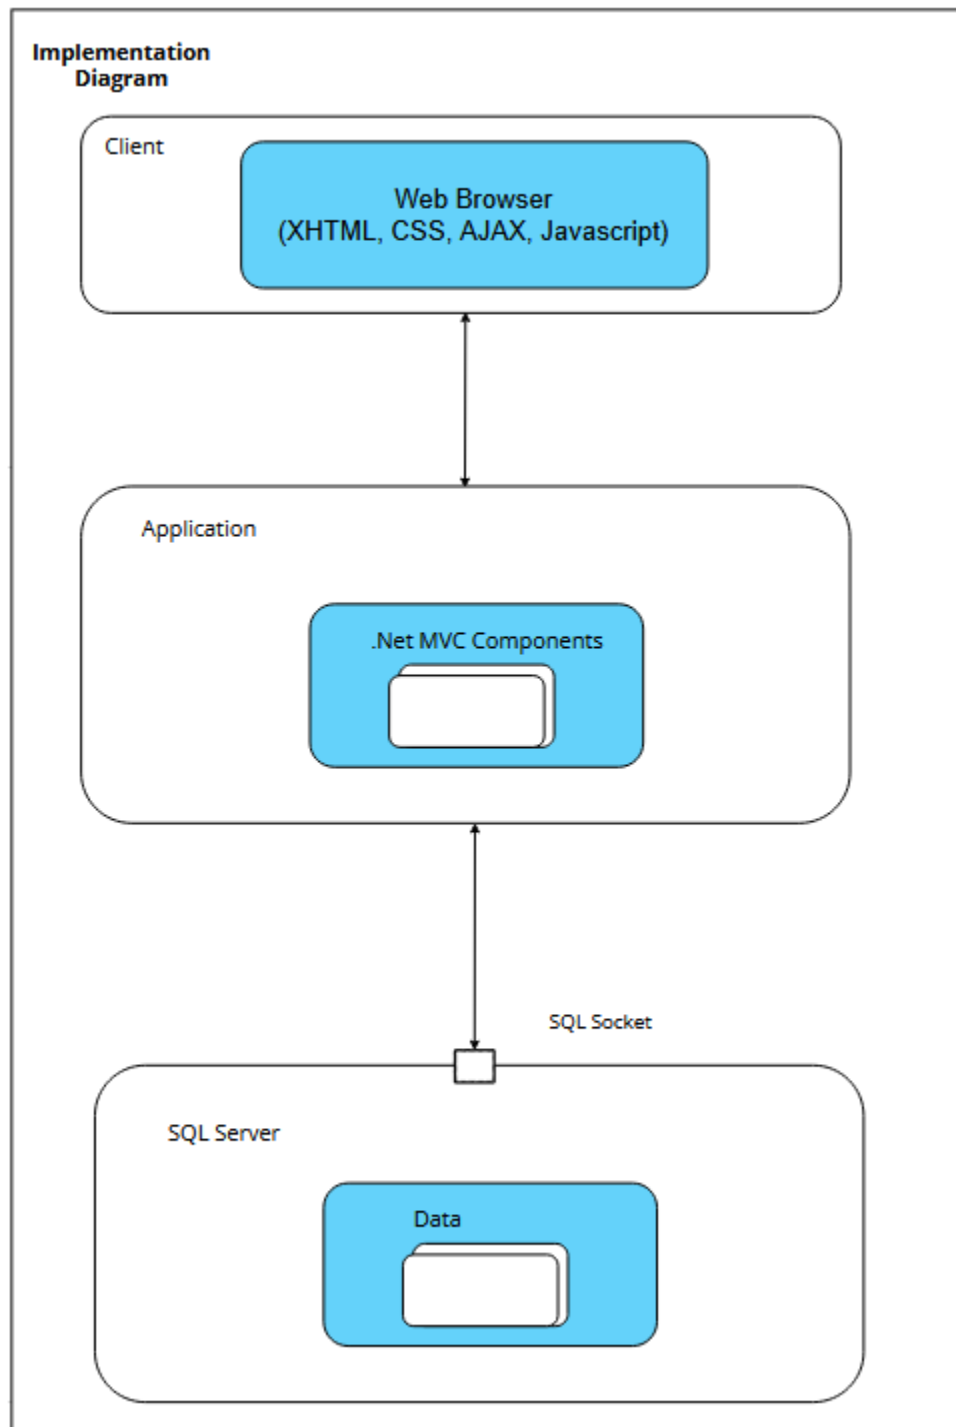 Implementation
Diagram
Client
Web Browser
(XHTML, CSS, AJAX, Javascript)
Application
.Net MVC Components
SQL Socket
SQL Server
Data